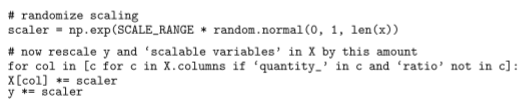 # randomize scaling
scaler = np.exp(SCALE_RANGE * random.normal(0, 1, len(x))
# now rescale y and ‘scalable variables’ in X by this amount
for col in [c for c in X.columns if ‘quantity_’ in c and ‘ratio’ not in c]:
X[col] *= scaler
y *= scaler